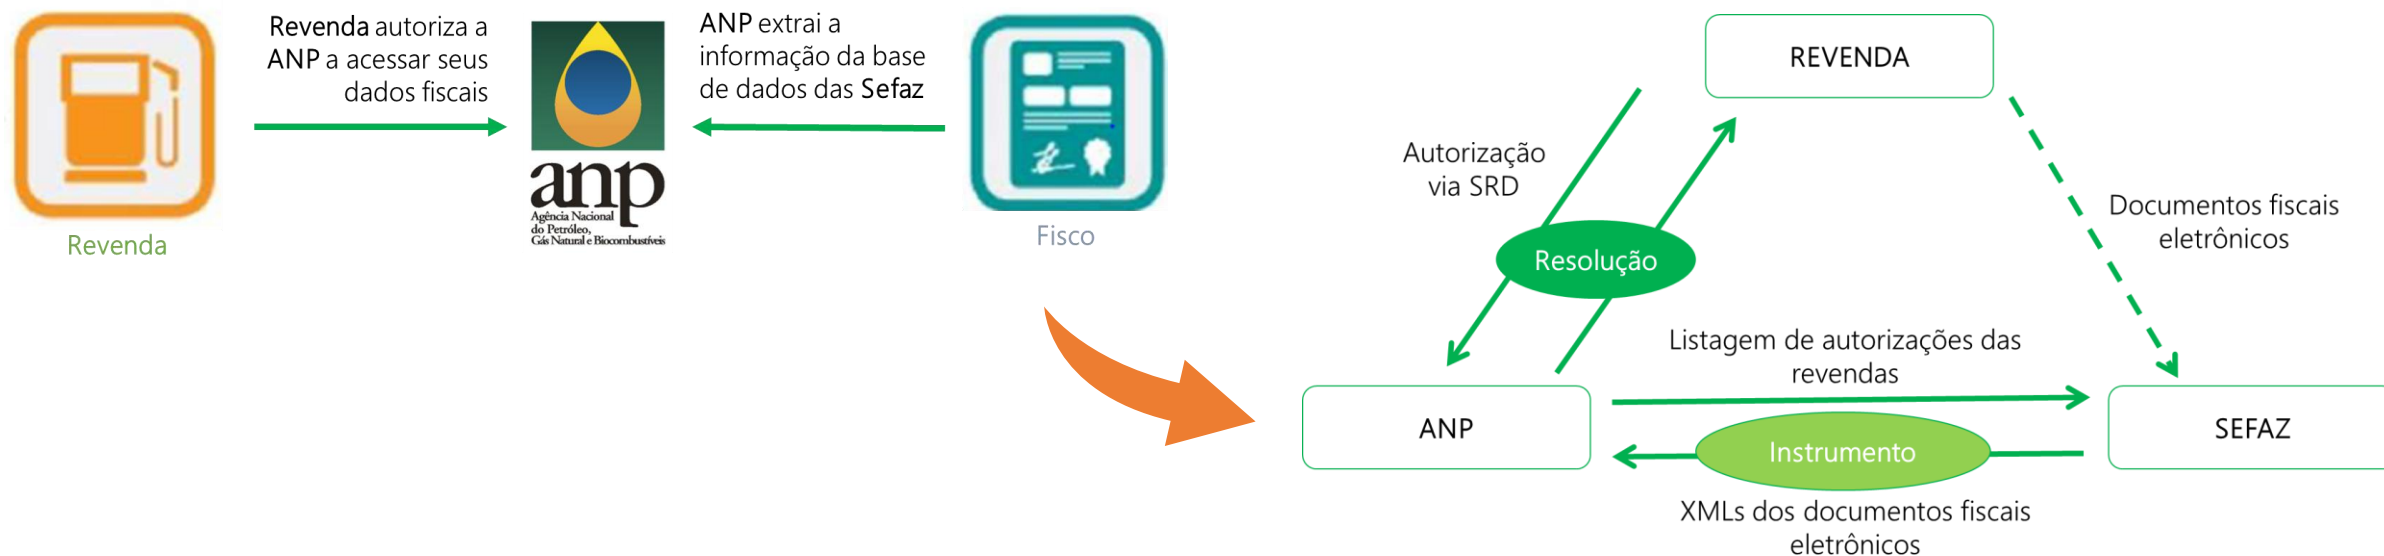 Revenda autoriza a
ANP a acessar seus
dados fiscais
anp
Agência Nacional
do Petróleo,
Gás Natural e Biocombustíveis
Revenda
ANP extrai a
informação da base
de dados das Sefaz
Fisco
REVENDA
Autorização
via SRD
Resolução
Documentos fiscais
eletrônicos
Listagem de autorizações das
revendas
ANP
SEFAZ
Instrumento
XMLs dos documentos fiscais
eletrônicos